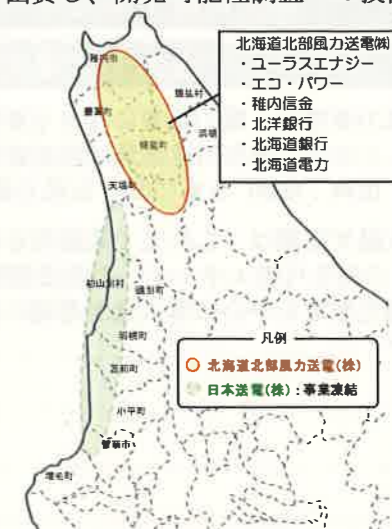 北海道北部風力送電㈱
・ユーラスエナジー
・エコ・パワー
・稚内信金
・北洋銀行
・北海道銀行
・北海道電力
稚内市
猿払村
豊富町
幌延町
天塩町
初山別村
遠別町
羽幌町
苫前町
小平町
留萌市
増毛町
凡例
北海道北部風力送電(株)
日本送電(株)：事業凍結